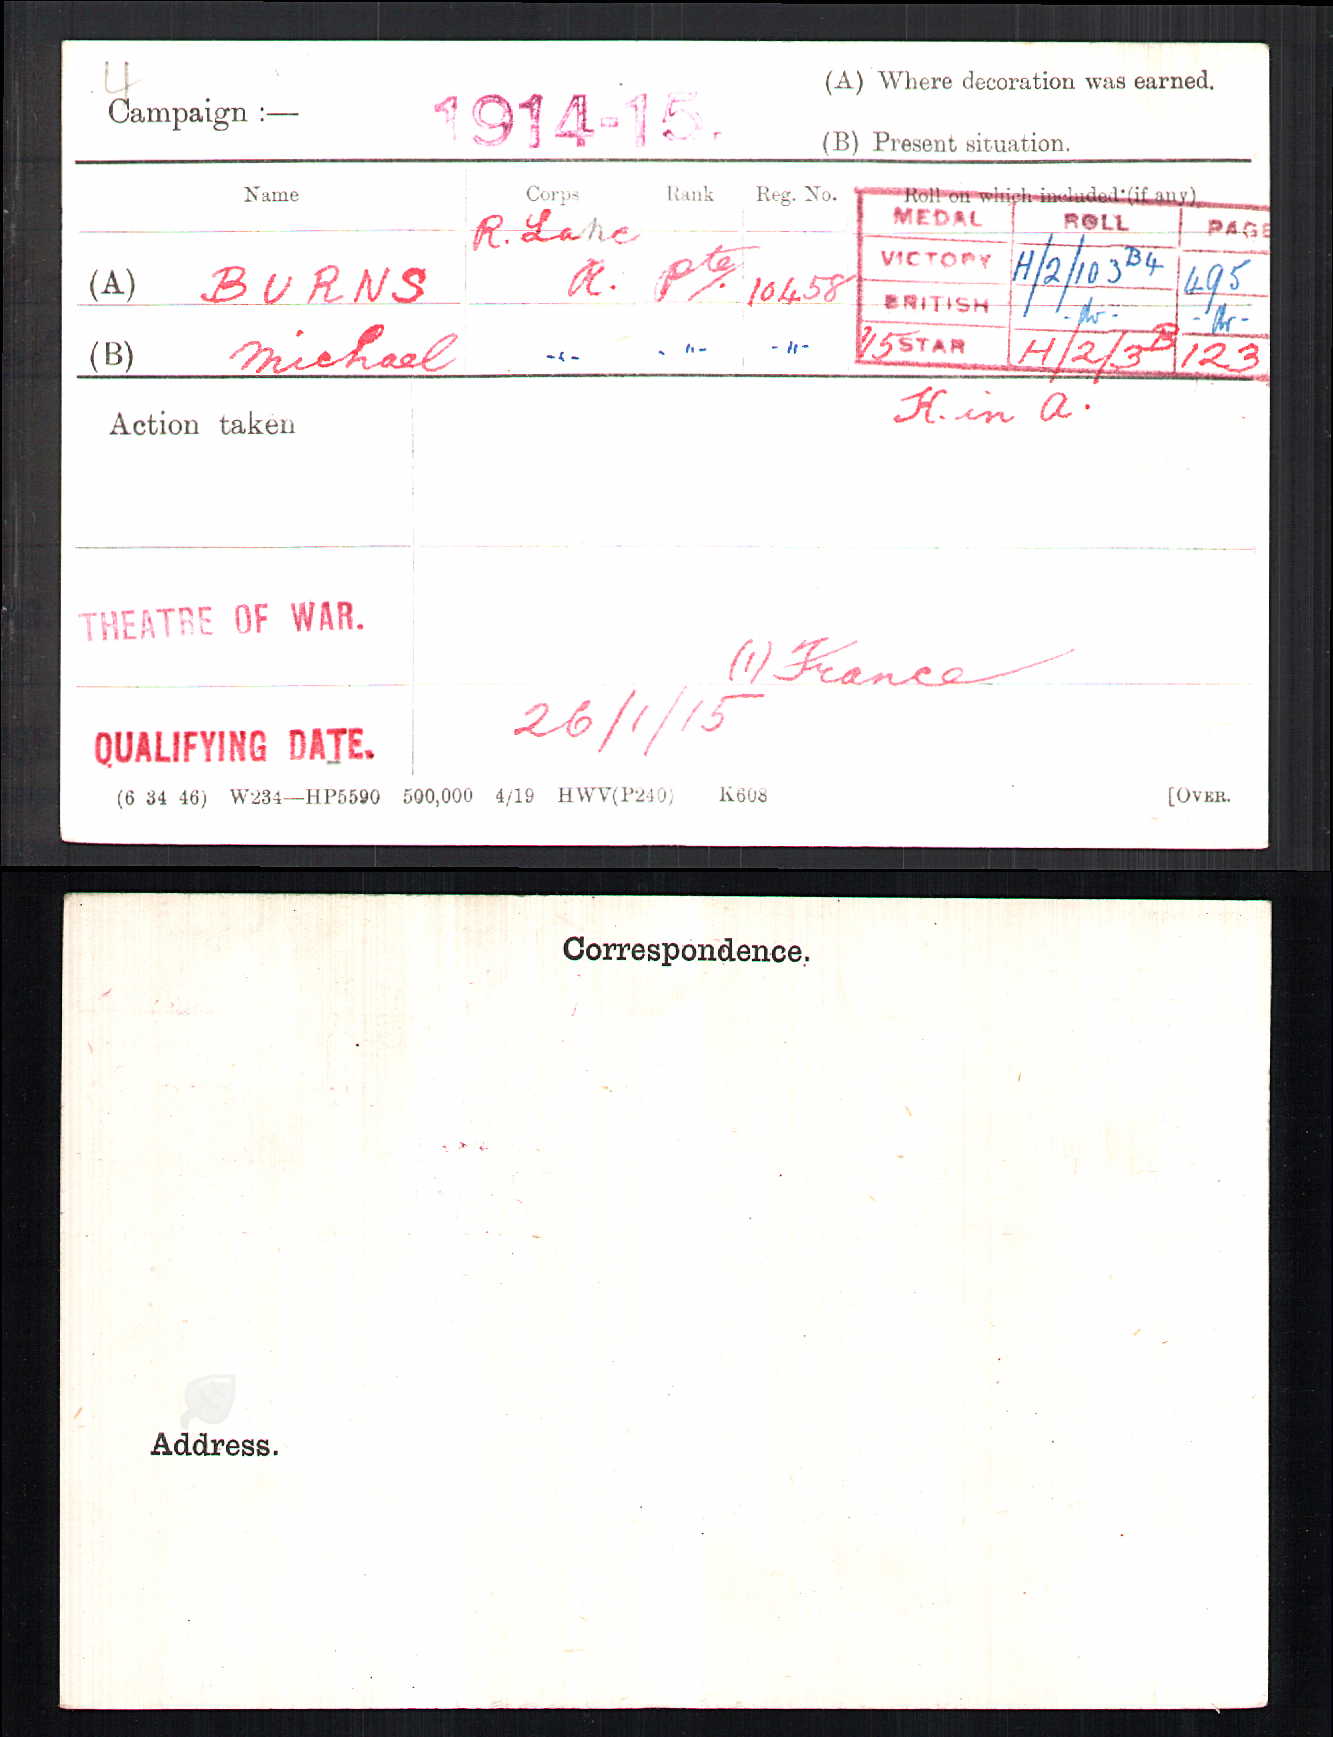 4
Campaign :—
1914-15.
(A) Where decoration was earned.
(B) Present situation.
Name Corps Rank Reg. No. Roll on which included (if any)
MEDAL ROLL PAGE
R. Lanc
(A) BURNS R. Pte. 10458
VICTORY H/2/103 B4 495
BRITISH -do- -do-
(B) Michael -"- -"- -"-
'15 STAR H/2/3B 123
Action taken
K. in A.
THEATRE OF WAR.
(1) France
QUALIFYING DATE.
26/1/15
(6 34 46) W234—HP5590 500,000 4/19 HWV(P240) K608 [OVER.
Correspondence.
Address.